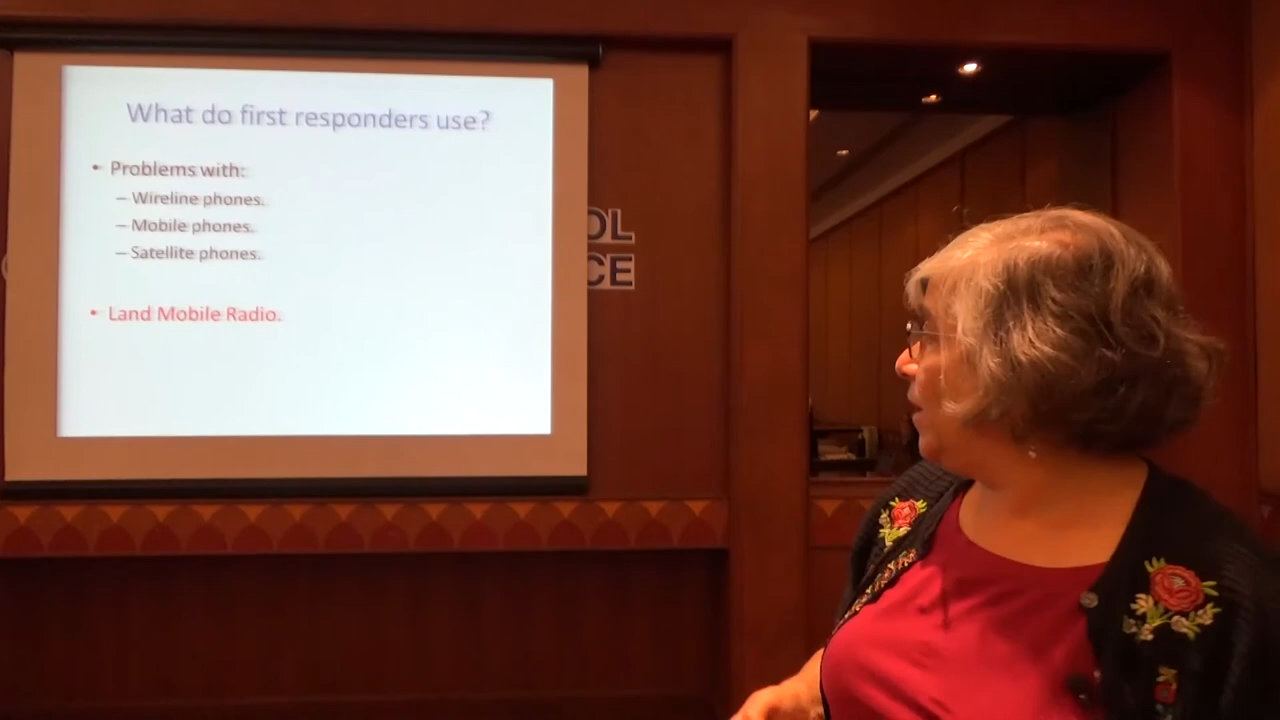 What do first responders use?
• Problems with:
– Wireline phones.
– Mobile phones.
– Satellite phones.
• Land Mobile Radio.
OL
CE